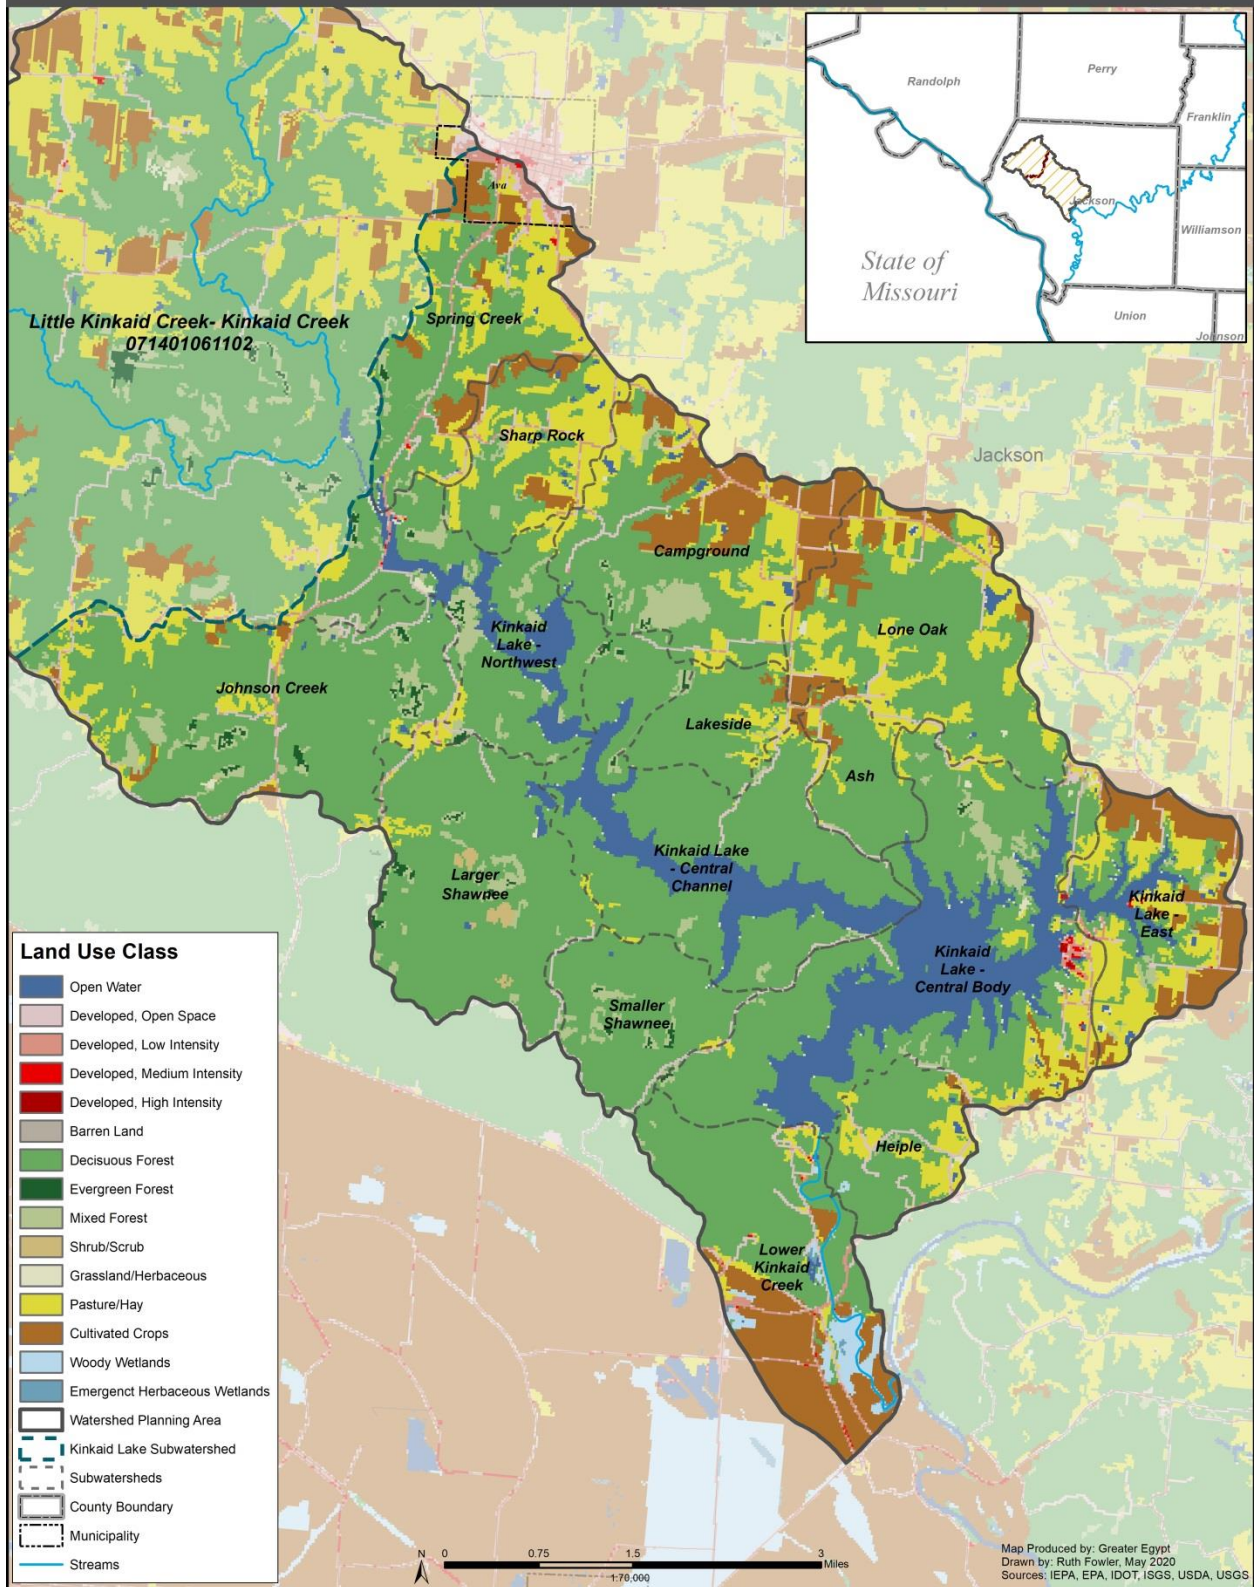 Randolph
Perry
Franklin
Jackson
Williamson
State of
Missouri
Union
Johnson
Ava
Little Kinkaid Creek- Kinkaid Creek
071401061102
Spring Creek
Sharp Rock
Jackson
Campground
Kinkaid
Lake -
Northwest
Lone Oak
Johnson Creek
Lakeside
Ash
Kinkaid Lake
- Central
Channel
Larger
Shawnee
Kinkaid
Lake -
East
Kinkaid
Lake -
Central Body
Smaller
Shawnee
Heiple
Lower
Kinkaid
Creek
Land Use Class
Open Water
Developed, Open Space
Developed, Low Intensity
Developed, Medium Intensity
Developed, High Intensity
Barren Land
Decisuous Forest
Evergreen Forest
Mixed Forest
Shrub/Scrub
Grassland/Herbaceous
Pasture/Hay
Cultivated Crops
Woody Wetlands
Emergenct Herbaceous Wetlands
Watershed Planning Area
Kinkaid Lake Subwatershed
Subwatersheds
County Boundary
Municipality
Streams
N
0 0.75 1.5 3
Miles
1:70,000
Map Produced by: Greater Egypt
Drawn by: Ruth Fowler, May 2020
Sources: IEPA, EPA, IDOT, ISGS, USDA, USGS